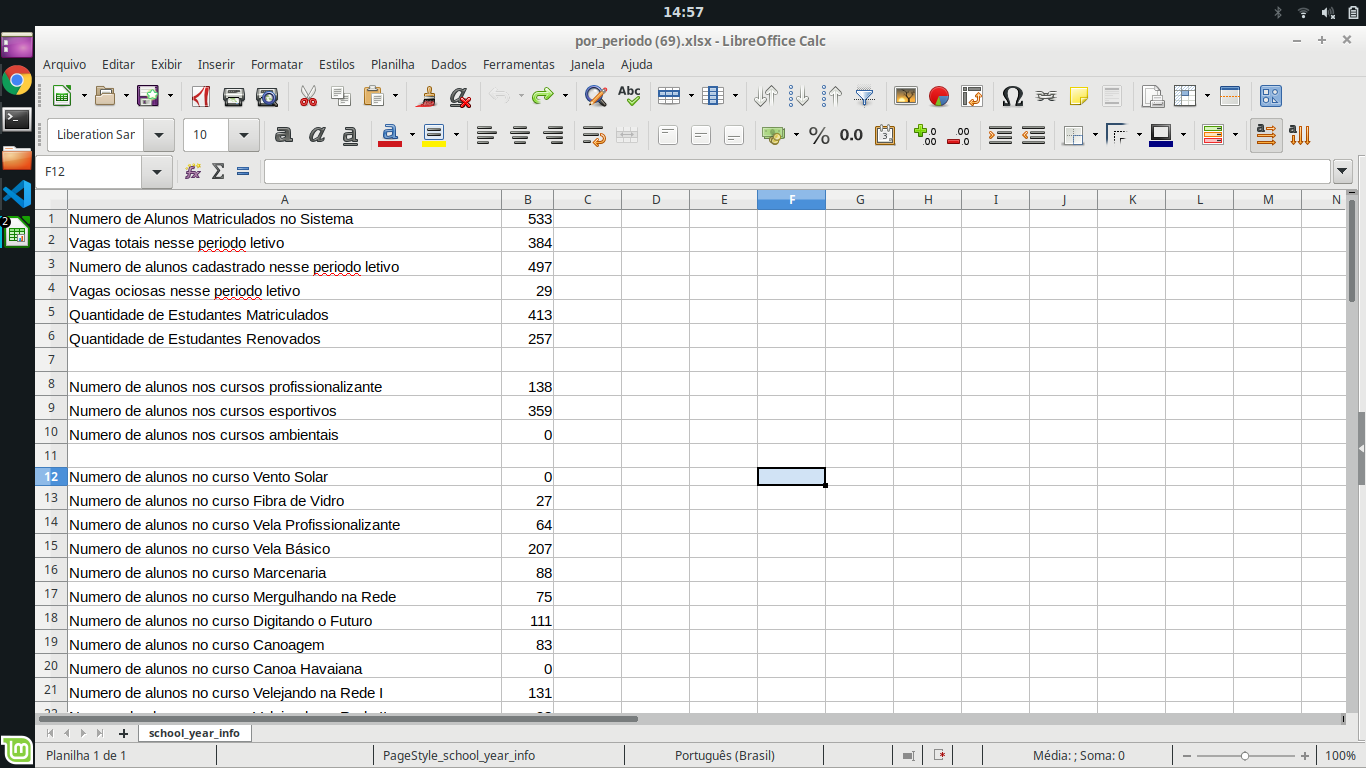 14:57
por_periodo (69).xlsx - LibreOffice Calc
Arquivo Editar Exibir Inserir Formatar Estilos Planilha Dados Ferramentas Janela Ajuda
Abc
Liberation Sar 10
% 0.0
F12
A B C D E F G H I J K L M N
1 Numero de Alunos Matriculados no Sistema 533
2 Vagas totais nesse periodo letivo 384
3 Numero de alunos cadastrado nesse periodo letivo 497
4 Vagas ociosas nesse periodo letivo 29
5 Quantidade de Estudantes Matriculados 413
6 Quantidade de Estudantes Renovados 257
7
8 Numero de alunos nos cursos profissionalizante 138
9 Numero de alunos nos cursos esportivos 359
10 Numero de alunos nos cursos ambientais 0
11
12 Numero de alunos no curso Vento Solar 0
13 Numero de alunos no curso Fibra de Vidro 27
14 Numero de alunos no curso Vela Profissionalizante 64
15 Numero de alunos no curso Vela Básico 207
16 Numero de alunos no curso Marcenaria 88
17 Numero de alunos no curso Mergulhando na Rede 75
18 Numero de alunos no curso Digitando o Futuro 111
19 Numero de alunos no curso Canoagem 83
20 Numero de alunos no curso Canoa Havaiana 0
21 Numero de alunos no curso Velejando na Rede I 131
school_year_info
Planilha 1 de 1 PageStyle_school_year_info Português (Brasil) Média: ; Soma: 0 100%